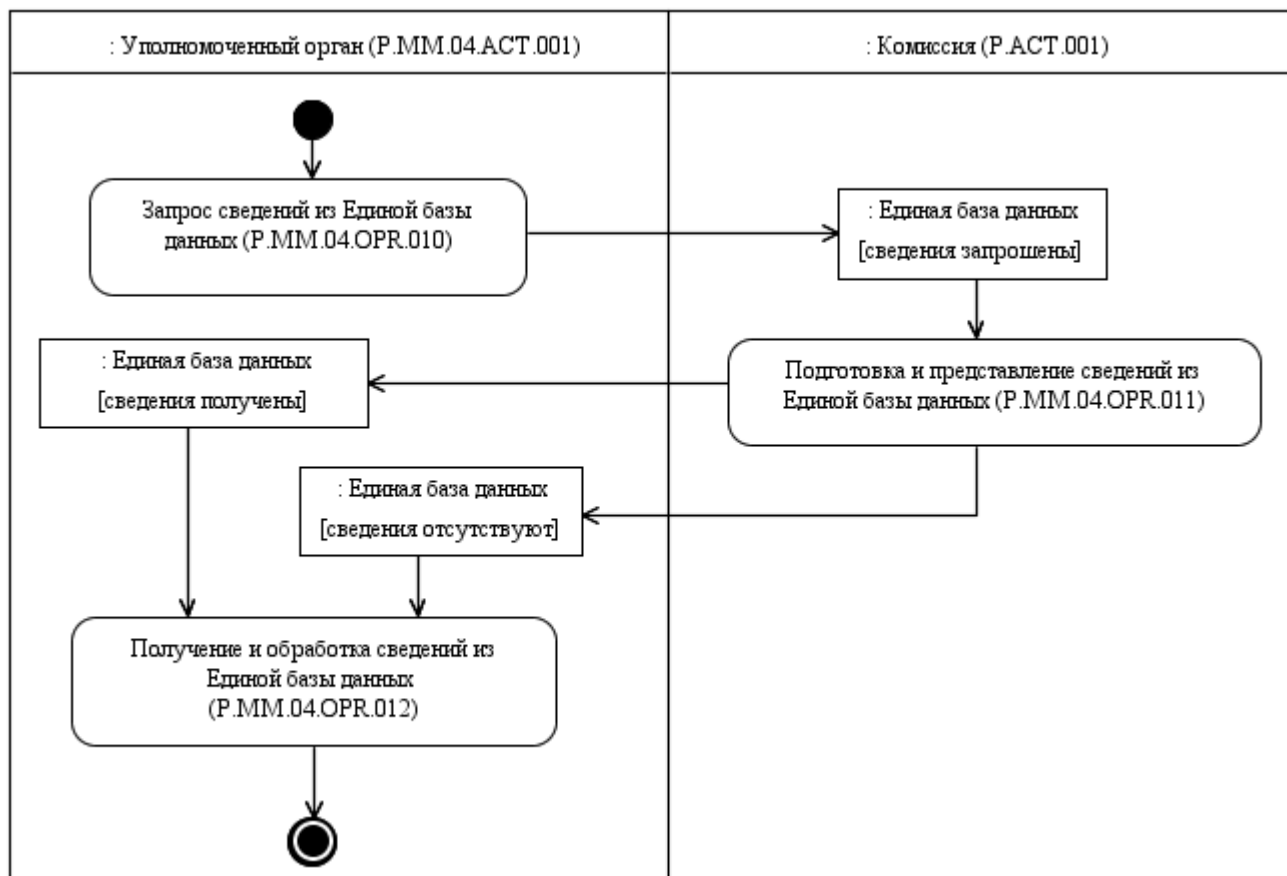 : Уполномоченный орган (P.MM.04.ACT.001)
: Комиссия (P.ACT.001)
Запрос сведений из Единой базы
данных (P.MM.04.OPR.010)
: Единая база данных
[сведения запрошены]
: Единая база данных
[сведения получены]
Подготовка и представление сведений из
Единой базы данных (P.MM.04.OPR.011)
: Единая база данных
[сведения отсутствуют]
Получение и обработка сведений из
Единой базы данных
(P.MM.04.OPR.012)